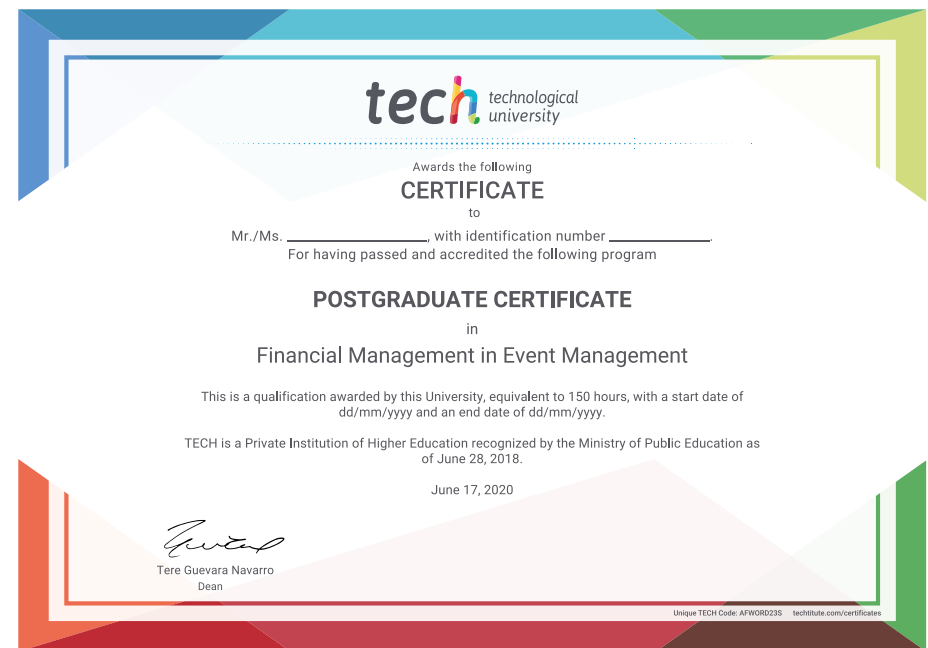 tech technological
university
Awards the following
CERTIFICATE
to
Mr./Ms. ____________, with identification number ____________.
For having passed and accredited the following program
POSTGRADUATE CERTIFICATE
in
Financial Management in Event Management
This is a qualification awarded by this University, equivalent to 150 hours, with a start date of
dd/mm/yyyy and an end date of dd/mm/yyyy.
TECH is a Private Institution of Higher Education recognized by the Ministry of Public Education as
of June 28, 2018.
June 17, 2020
Tere Guevara Navarro
Dean
Unique TECH Code: AFWORD23S techtitute.com/certificates